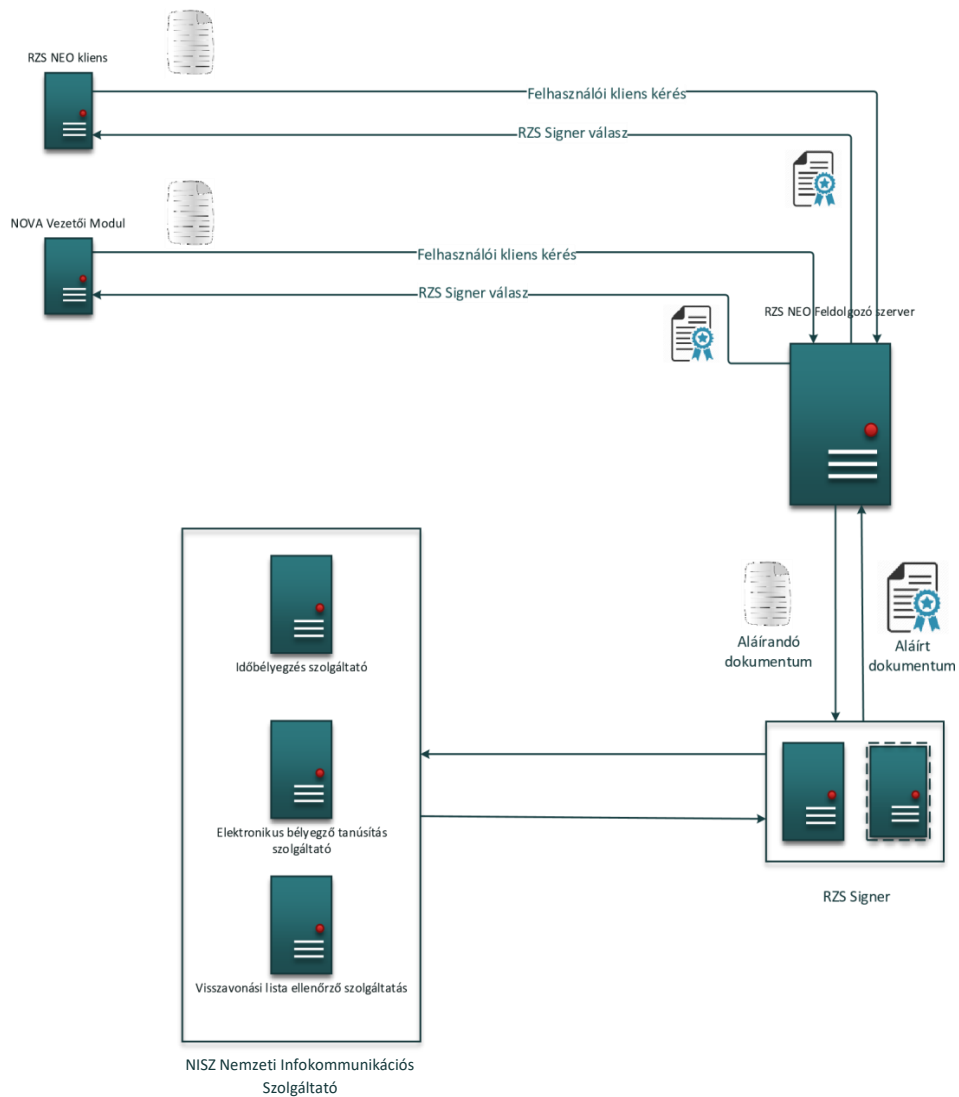 RZS NEO kliens
Felhasználói kliens kérés
RZS Signer válasz
NOVA Vezetői Modul
Felhasználói kliens kérés
RZS Signer válasz
RZS NEO Feldolgozó szerver
Aláírandó
dokumentum
Aláírt
dokumentum
Időbélyegzés szolgáltató
Elektronikus bélyegző tanúsítás
szolgáltató
Visszavonási lista ellenőrző szolgáltatás
RZS Signer
NISZ Nemzeti Infokommunikációs
Szolgáltató